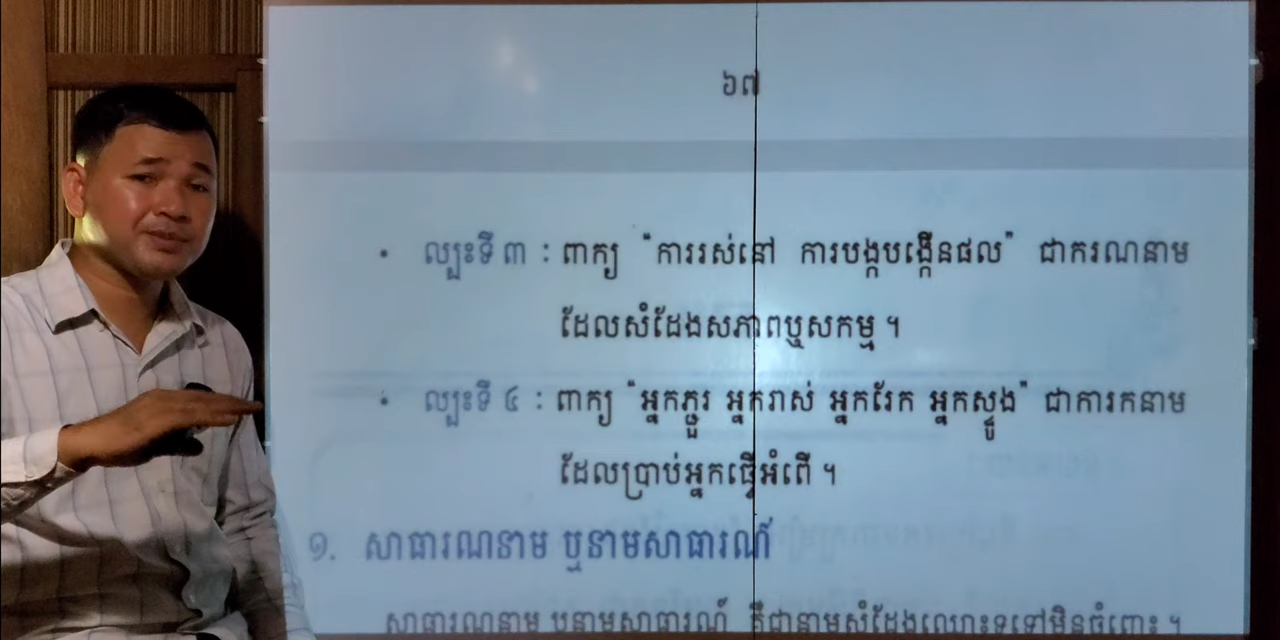 ៦៧
• ល្បះទី ៣ : ពាក្យ "ការរស់នៅ ការបង្កបង្កើនផល" ជាករណនាម
ដែលសំដែងសភាពឬសកម្ម ។
• ល្បះទី ៤ : ពាក្យ "អ្នកភ្ជួរ អ្នករាស់ អ្នករែក អ្នកស្ទូង" ជាការកនាម
ដែលប្រាប់អ្នកធ្វើអំពើ ។
១. សាធារណនាម ឬនាមសាធារណ៍
សាធារណនាម ឬនាមសាធារណ៍ គឺជានាមសំដែងឈ្មោះទូទៅមិនចំពោះ ។